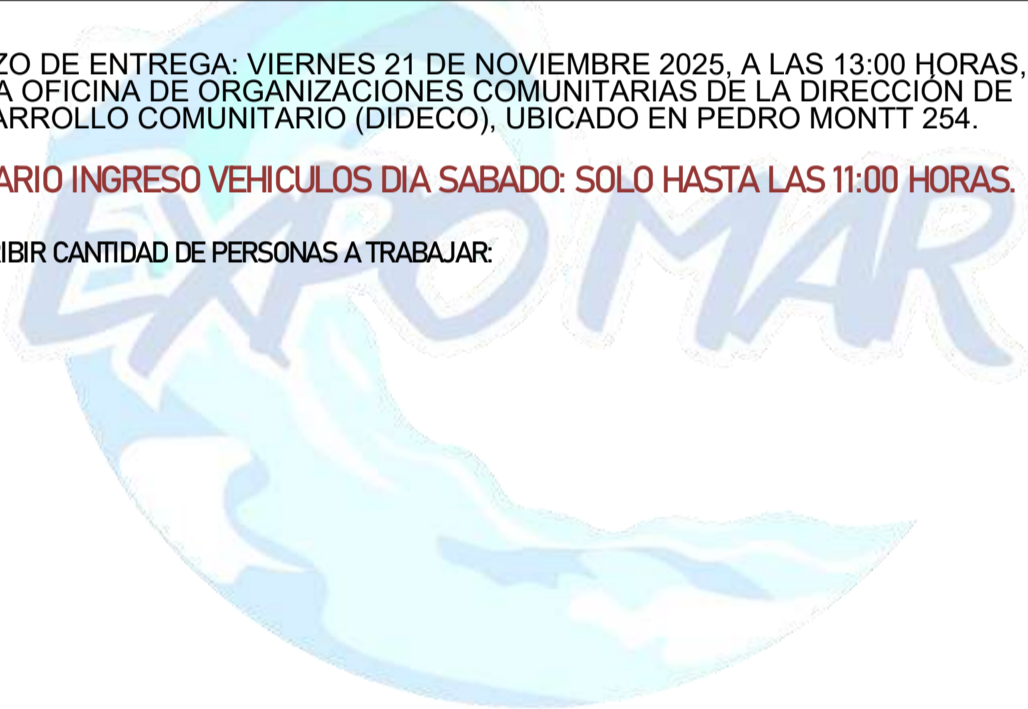 ZO DE ENTREGA: VIERNES 21 DE NOVIEMBRE 2025, A LAS 13:00 HORAS,
A OFICINA DE ORGANIZACIONES COMUNITARIAS DE LA DIRECCIÓN DE
ARROLLO COMUNITARIO (DIDECO), UBICADO EN PEDRO MONTT 254.
ARIO INGRESO VEHICULOS DIA SABADO: SOLO HASTA LAS 11:00 HORAS.
IBIR CANTIDAD DE PERSONAS A TRABAJAR:
EXPO MAR